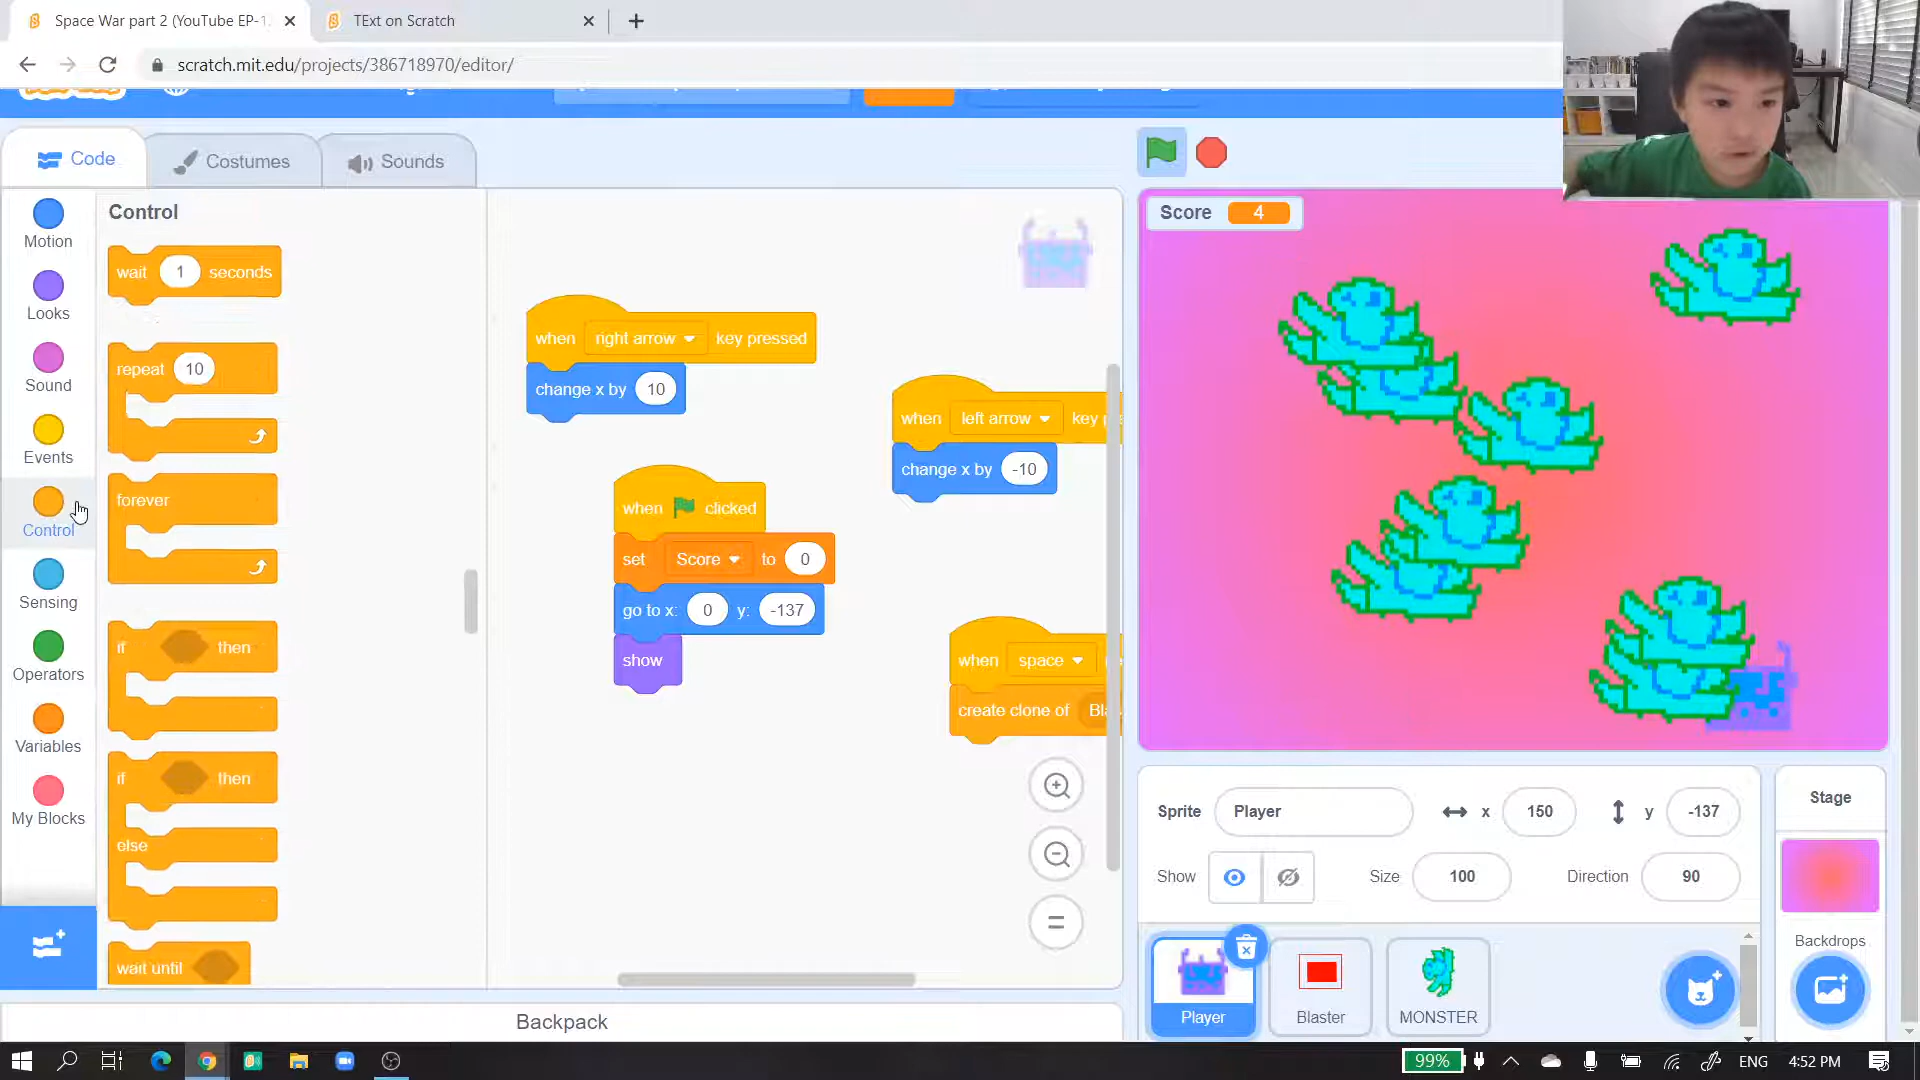 Space War part 2 (YouTube EP-1
TExt on Scratch
scratch.mit.edu/projects/386718970/editor/
Code
Costumes
Sounds
Motion
Looks
Sound
Events
Control
Sensing
Operators
Variables
My Blocks
Control
wait 1 seconds
repeat 10
forever
if then
if then
else
wait until
when right arrow key pressed
change x by 10
when left arrow key
change x by -10
when clicked
set Score to 0
go to x: 0 y: -137
show
when space
create clone of
Score 4
Sprite Player x 150 y -137
Show Size 100 Direction 90
Player
Blaster
MONSTER
Stage
Backdrops
Backpack
99%
ENG
4:52 PM